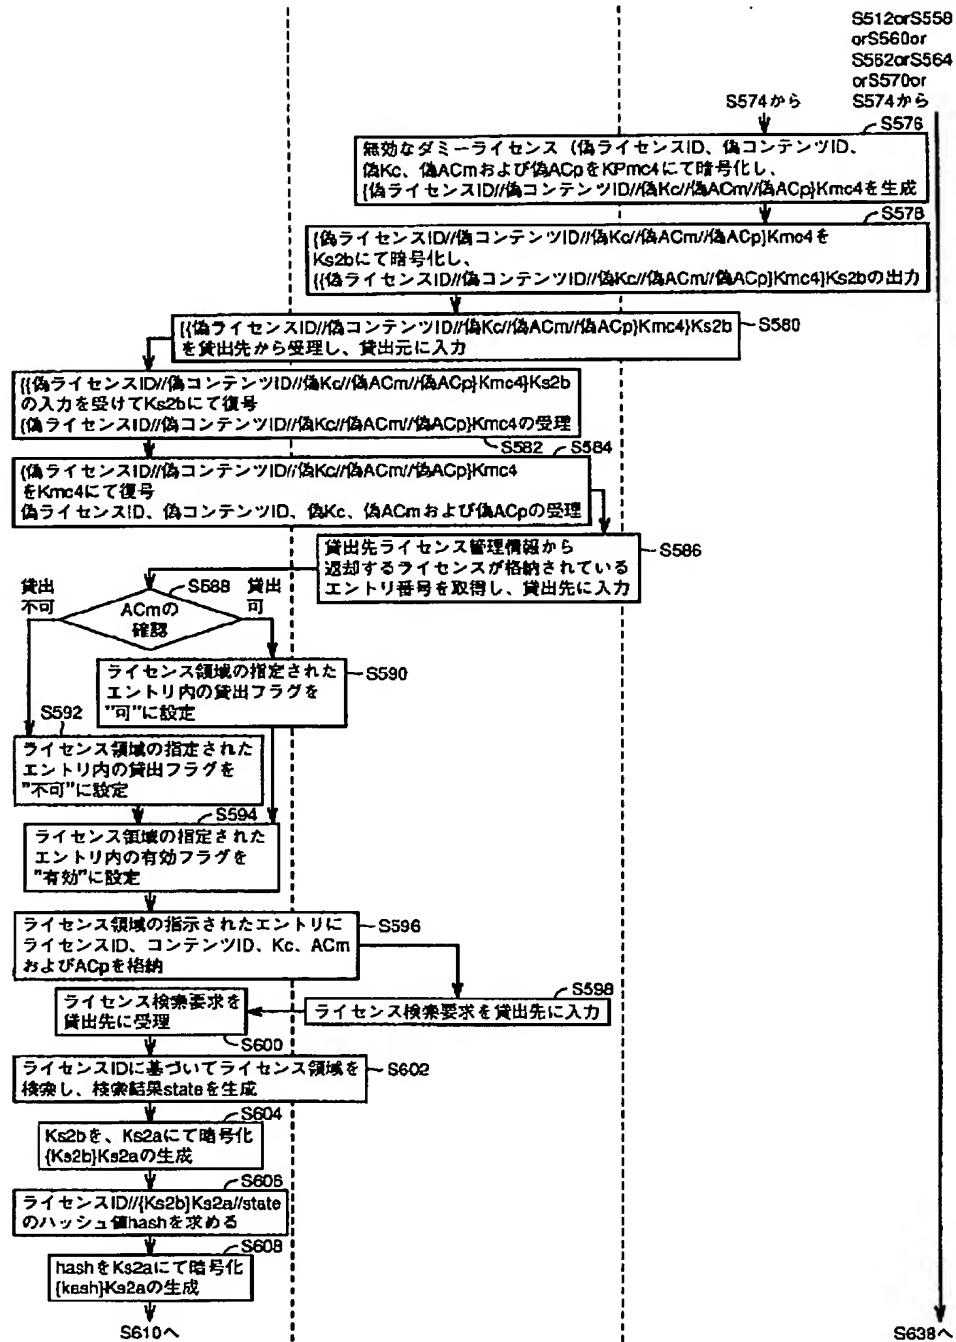 S512orS558
orS560or
S562orS564
orS570or
S574から
S574から
S576
無効なダミーライセンス (偽ライセンスID、偽コンテンツID、
偽Kc、偽ACmおよび偽ACpをKPmc4にて暗号化し、
{偽ライセンスID//偽コンテンツID//偽Kc//偽ACm//偽ACp}Kmc4を生成
S578
{偽ライセンスID//偽コンテンツID//偽Kc//偽ACm//偽ACp}Kmc4を
Ks2bにて暗号化し、
{{偽ライセンスID//偽コンテンツID//偽Kc//偽ACm//偽ACp}Kmc4}Ks2bの出力
{{偽ライセンスID//偽コンテンツID//偽Kc//偽ACm//偽ACp}Kmc4}Ks2b
を貸出先から受理し、貸出元に入力
S580
{{偽ライセンスID//偽コンテンツID//偽Kc//偽ACm//偽ACp}Kmc4}Ks2b
の入力を受けてKs2bにて復号
{偽ライセンスID//偽コンテンツID//偽Kc//偽ACm//偽ACp}Kmc4の受理
S582
S584
{偽ライセンスID//偽コンテンツID//偽Kc//偽ACm//偽ACp}Kmc4
をKmc4にて復号
偽ライセンスID、偽コンテンツID、偽Kc、偽ACmおよび偽ACpの受理
貸出先ライセンス管理情報から
返却するライセンスが格納されている
エントリ番号を取得し、貸出先に入力
S586
貸出
不可
S588
貸出
可
ACmの
確認
ライセンス領域の指定された
エントリ内の貸出フラグを
"可"に設定
S590
S592
ライセンス領域の指定された
エントリ内の貸出フラグを
"不可"に設定
S594
ライセンス領域の指定された
エントリ内の有効フラグを
"有効"に設定
ライセンス領域の指示されたエントリに
ライセンスID、コンテンツID、Kc、ACm
およびACpを格納
S596
S598
ライセンス検索要求を貸出先に入力
ライセンス検索要求を
貸出先に受理
S600
ライセンスIDに基づいてライセンス領域を
検索し、検索結果stateを生成
S602
S604
Ks2bを、Ks2aにて暗号化
{Ks2b}Ks2aの生成
S606
ライセンスID//{Ks2b}Ks2a//state
のハッシュ値hashを求める
S608
hashをKs2aにて暗号化
{hash}Ks2aの生成
S610へ
S638へ